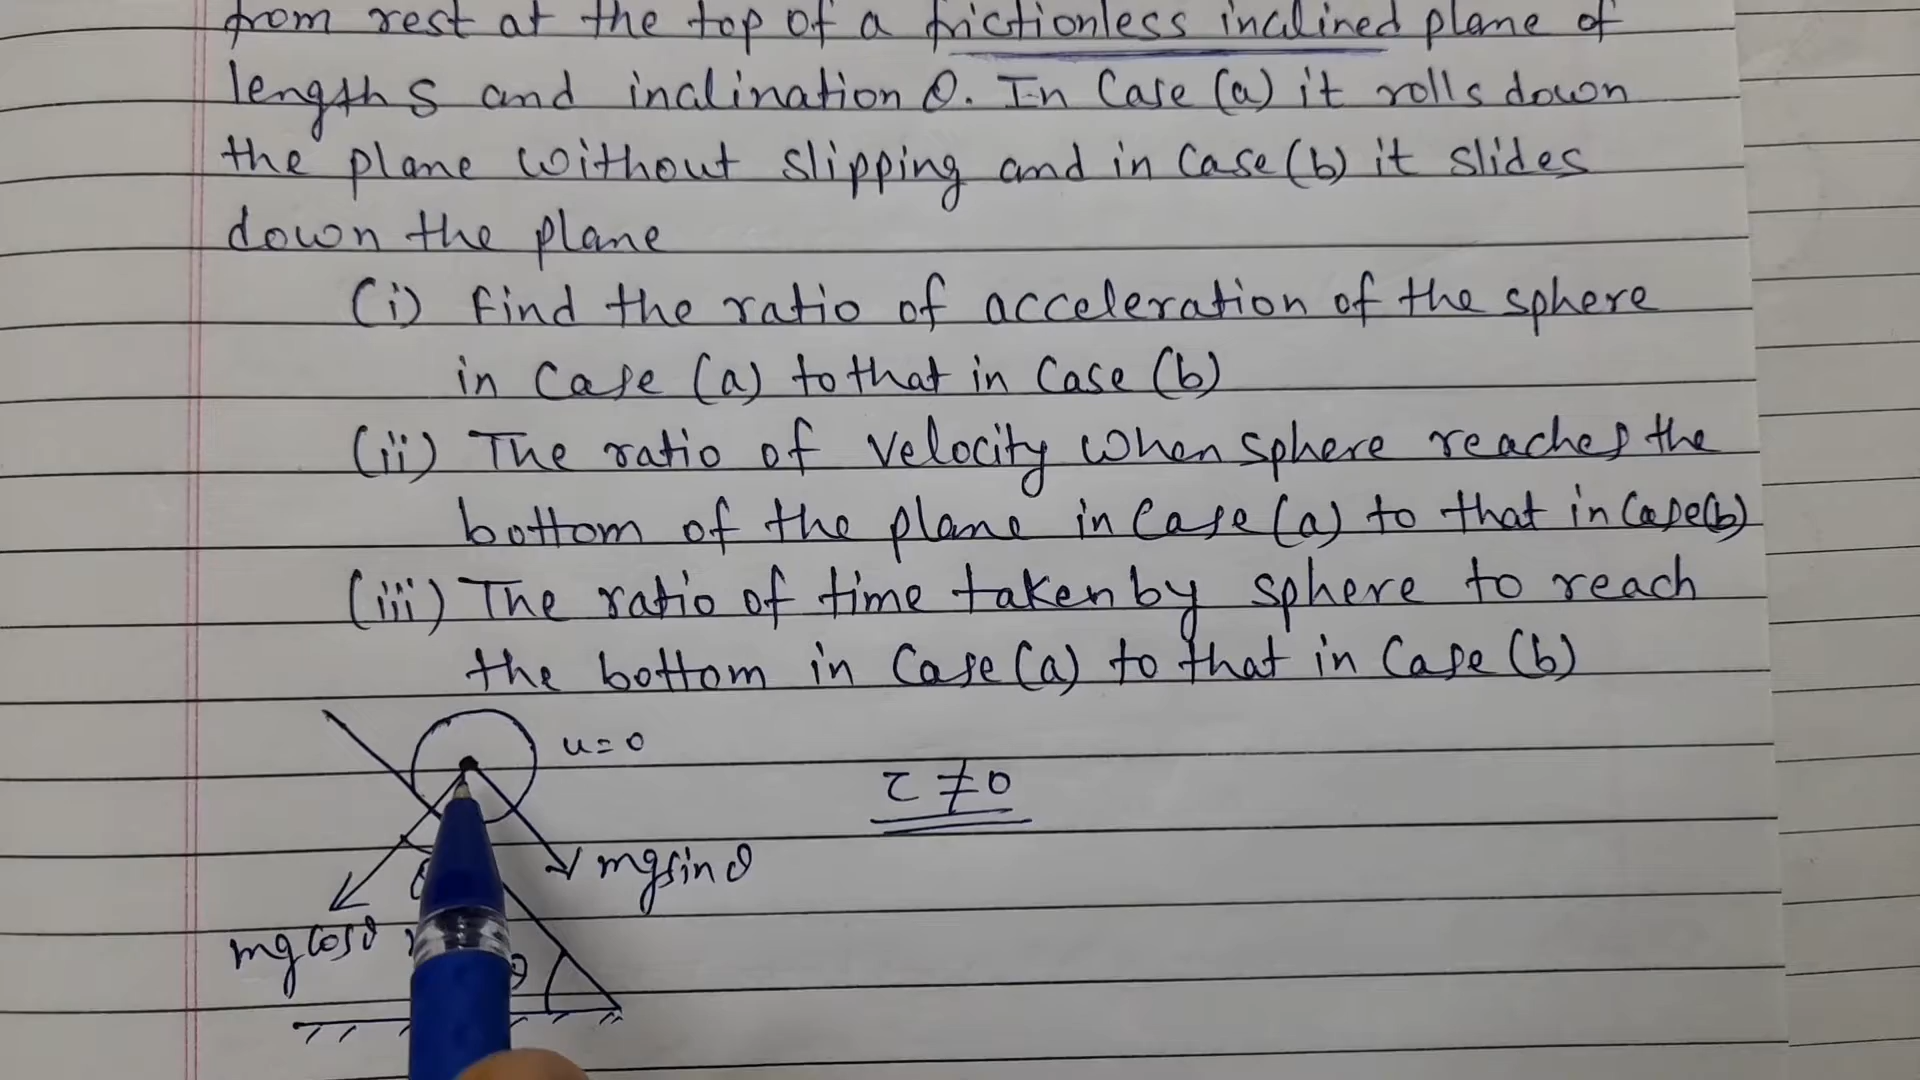 from rest at the top of a frictionless inclined plane of
length S and inclination θ. In Case (a) it rolls down
the plane without slipping and in Case (b) it slides
down the plane
(i) find the ratio of acceleration of the sphere
in Case (a) to that in Case (b)
(ii) The ratio of velocity when sphere reaches the
bottom of the plane in Case (a) to that in Case (b)
(iii) The ratio of time taken by sphere to reach
the bottom in Case (a) to that in Case (b)
u=0
τ ≠0
mgsinθ
mgcosθ
θ